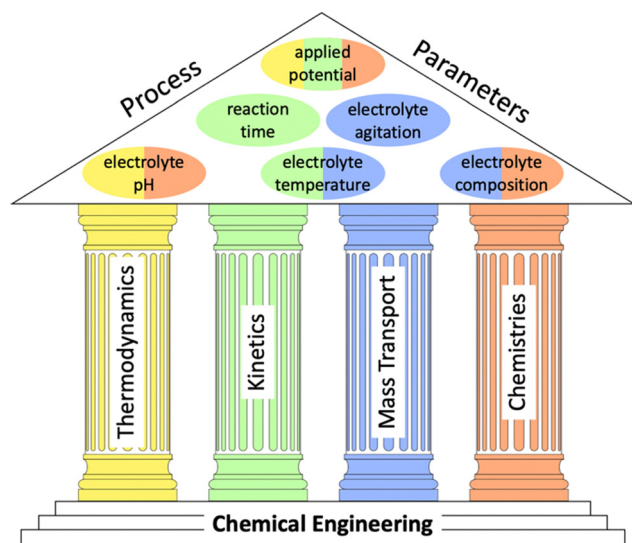 Process
Parameters
applied
potential
reaction
time
electrolyte
agitation
electrolyte
pH
electrolyte
temperature
electrolyte
composition
Thermodynamics
Kinetics
Mass Transport
Chemistries
Chemical Engineering